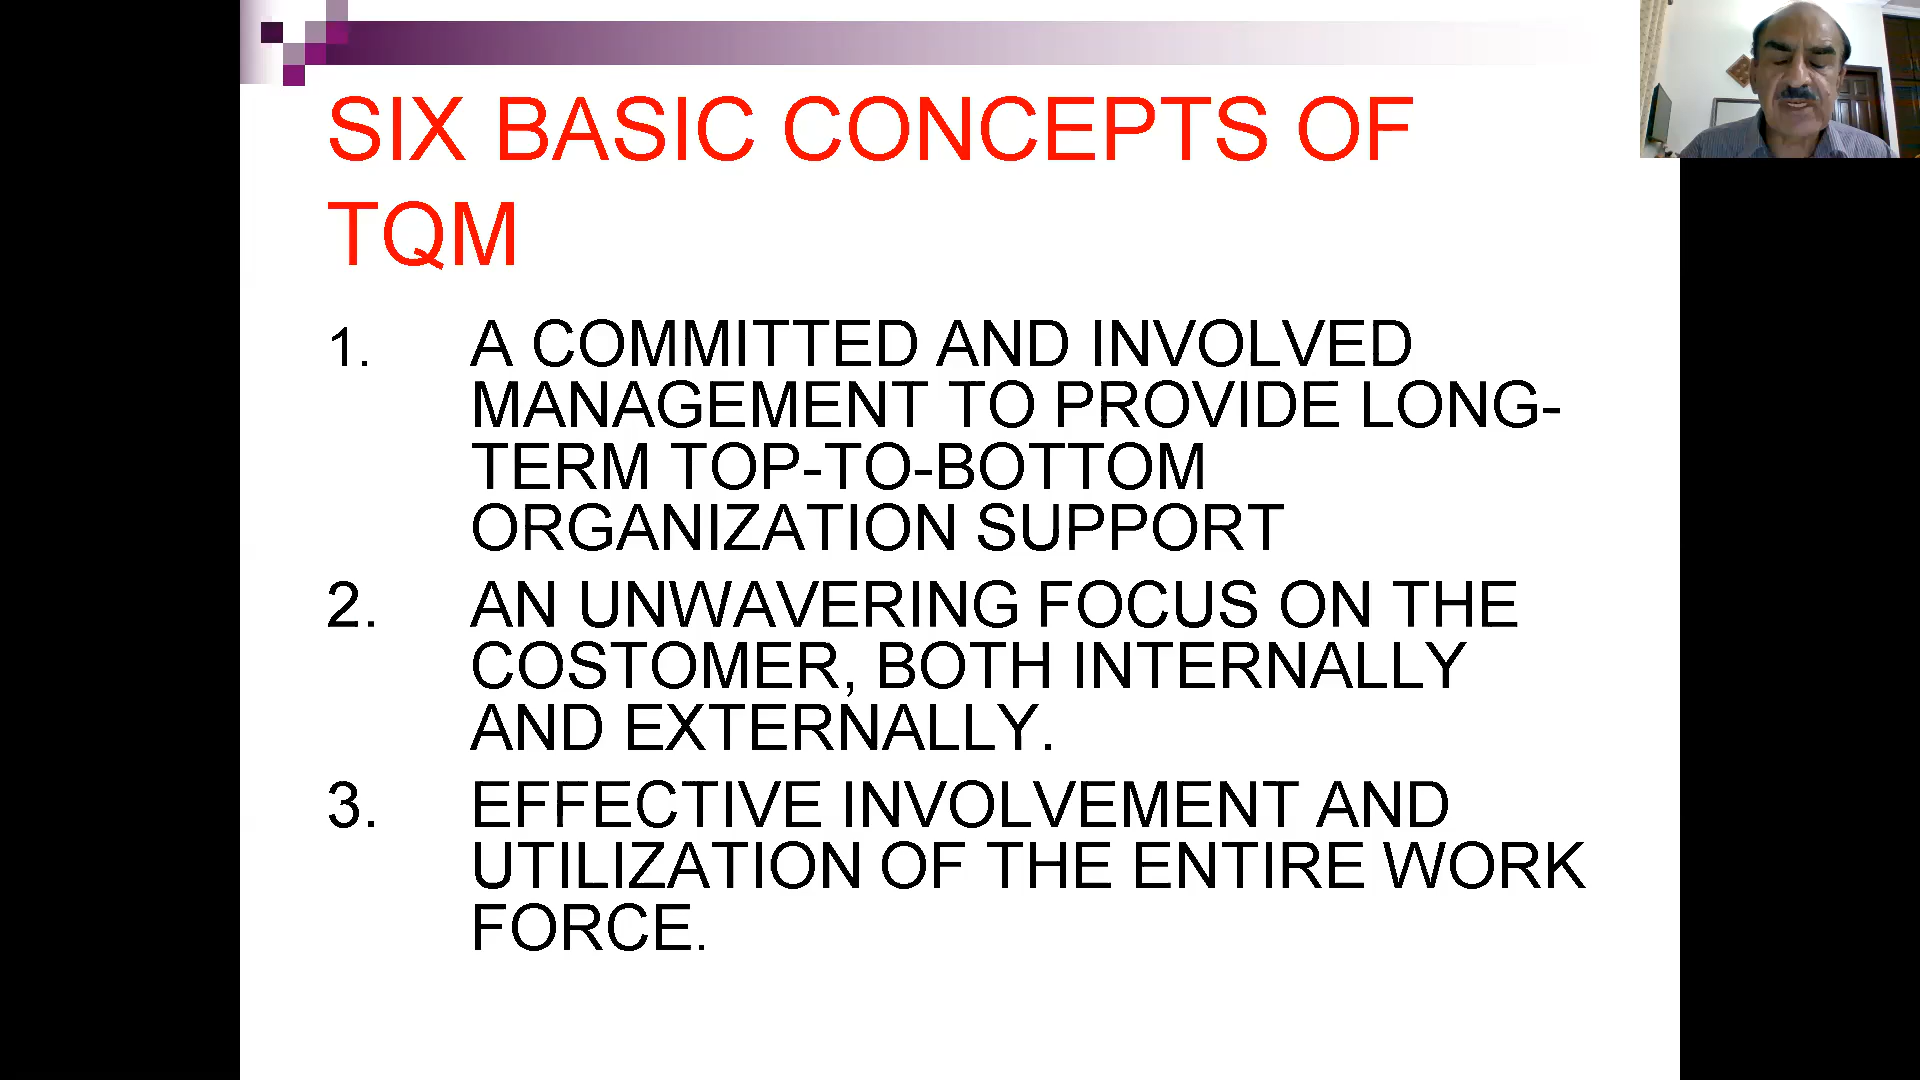 SIX BASIC CONCEPTS OF
TQM
1. A COMMITTED AND INVOLVED
MANAGEMENT TO PROVIDE LONG-
TERM TOP-TO-BOTTOM
ORGANIZATION SUPPORT
2. AN UNWAVERING FOCUS ON THE
COSTOMER, BOTH INTERNALLY
AND EXTERNALLY.
3. EFFECTIVE INVOLVEMENT AND
UTILIZATION OF THE ENTIRE WORK
FORCE.